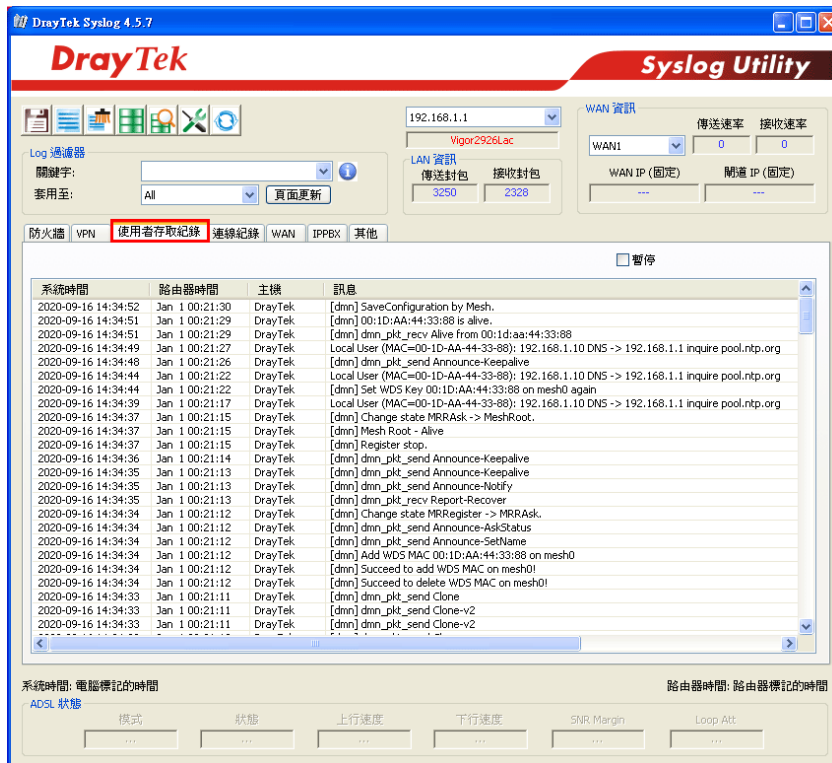 DrayTek Syslog 4.5.7
DrayTek
Syslog Utility
192.168.1.1
Vigor2926Lac
WAN 資訊
傳送速率 接收速率
WAN1 0 0
WAN IP (固定) 閘道 IP (固定)
--- ---
Log 過濾器
關鍵字:
套用至: All 頁面更新
LAN 資訊
傳送封包 接收封包
3250 2328
防火牆 VPN 使用者存取紀錄 連線紀錄 WAN IPPBX 其他
暫停
系統時間 路由器時間 主機 訊息
2020-09-16 14:34:52 Jan 1 00:21:30 DrayTek [dmn] SaveConfiguration by Mesh.
2020-09-16 14:34:51 Jan 1 00:21:29 DrayTek [dmn] 00:1D:AA:44:33:88 is alive.
2020-09-16 14:34:51 Jan 1 00:21:29 DrayTek [dmn] dmn_pkt_recv Alive from 00:1d:aa:44:33:88
2020-09-16 14:34:49 Jan 1 00:21:27 DrayTek Local User (MAC=00-1D-AA-44-33-88): 192.168.1.10 DNS -> 192.168.1.1 inquire pool.ntp.org
2020-09-16 14:34:48 Jan 1 00:21:26 DrayTek [dmn] dmn_pkt_send Announce-Keepalive
2020-09-16 14:34:44 Jan 1 00:21:22 DrayTek Local User (MAC=00-1D-AA-44-33-88): 192.168.1.10 DNS -> 192.168.1.1 inquire pool.ntp.org
2020-09-16 14:34:44 Jan 1 00:21:22 DrayTek [dmn] Set WDS Key 00:1D:AA:44:33:88 on mesh0 again
2020-09-16 14:34:39 Jan 1 00:21:17 DrayTek Local User (MAC=00-1D-AA-44-33-88): 192.168.1.10 DNS -> 192.168.1.1 inquire pool.ntp.org
2020-09-16 14:34:37 Jan 1 00:21:15 DrayTek [dmn] Change state MRRAsk -> MeshRoot.
2020-09-16 14:34:37 Jan 1 00:21:15 DrayTek [dmn] Mesh Root - Alive
2020-09-16 14:34:37 Jan 1 00:21:15 DrayTek [dmn] Register stop.
2020-09-16 14:34:36 Jan 1 00:21:14 DrayTek [dmn] dmn_pkt_send Announce-Keepalive
2020-09-16 14:34:35 Jan 1 00:21:13 DrayTek [dmn] dmn_pkt_send Announce-Keepalive
2020-09-16 14:34:35 Jan 1 00:21:13 DrayTek [dmn] dmn_pkt_send Announce-Notify
2020-09-16 14:34:35 Jan 1 00:21:13 DrayTek [dmn] dmn_pkt_recv Report-Recover
2020-09-16 14:34:34 Jan 1 00:21:12 DrayTek [dmn] Change state MRRegister -> MRRAsk.
2020-09-16 14:34:34 Jan 1 00:21:12 DrayTek [dmn] dmn_pkt_send Announce-AskStatus
2020-09-16 14:34:34 Jan 1 00:21:12 DrayTek [dmn] dmn_pkt_send Announce-SetName
2020-09-16 14:34:34 Jan 1 00:21:12 DrayTek [dmn] Add WDS MAC 00:1D:AA:44:33:88 on mesh0
2020-09-16 14:34:34 Jan 1 00:21:12 DrayTek [dmn] Succeed to add WDS MAC on mesh0!
2020-09-16 14:34:34 Jan 1 00:21:12 DrayTek [dmn] Succeed to delete WDS MAC on mesh0!
2020-09-16 14:34:33 Jan 1 00:21:11 DrayTek [dmn] dmn_pkt_send Clone
2020-09-16 14:34:33 Jan 1 00:21:11 DrayTek [dmn] dmn_pkt_send Clone-v2
2020-09-16 14:34:33 Jan 1 00:21:11 DrayTek [dmn] dmn_pkt_send Clone-v2
系統時間: 電腦標記的時間 路由器時間: 路由器標記的時間
ADSL 狀態
模式 狀態 上行速度 下行速度 SNR Margin Loop Att
... ... ... ... ... ...